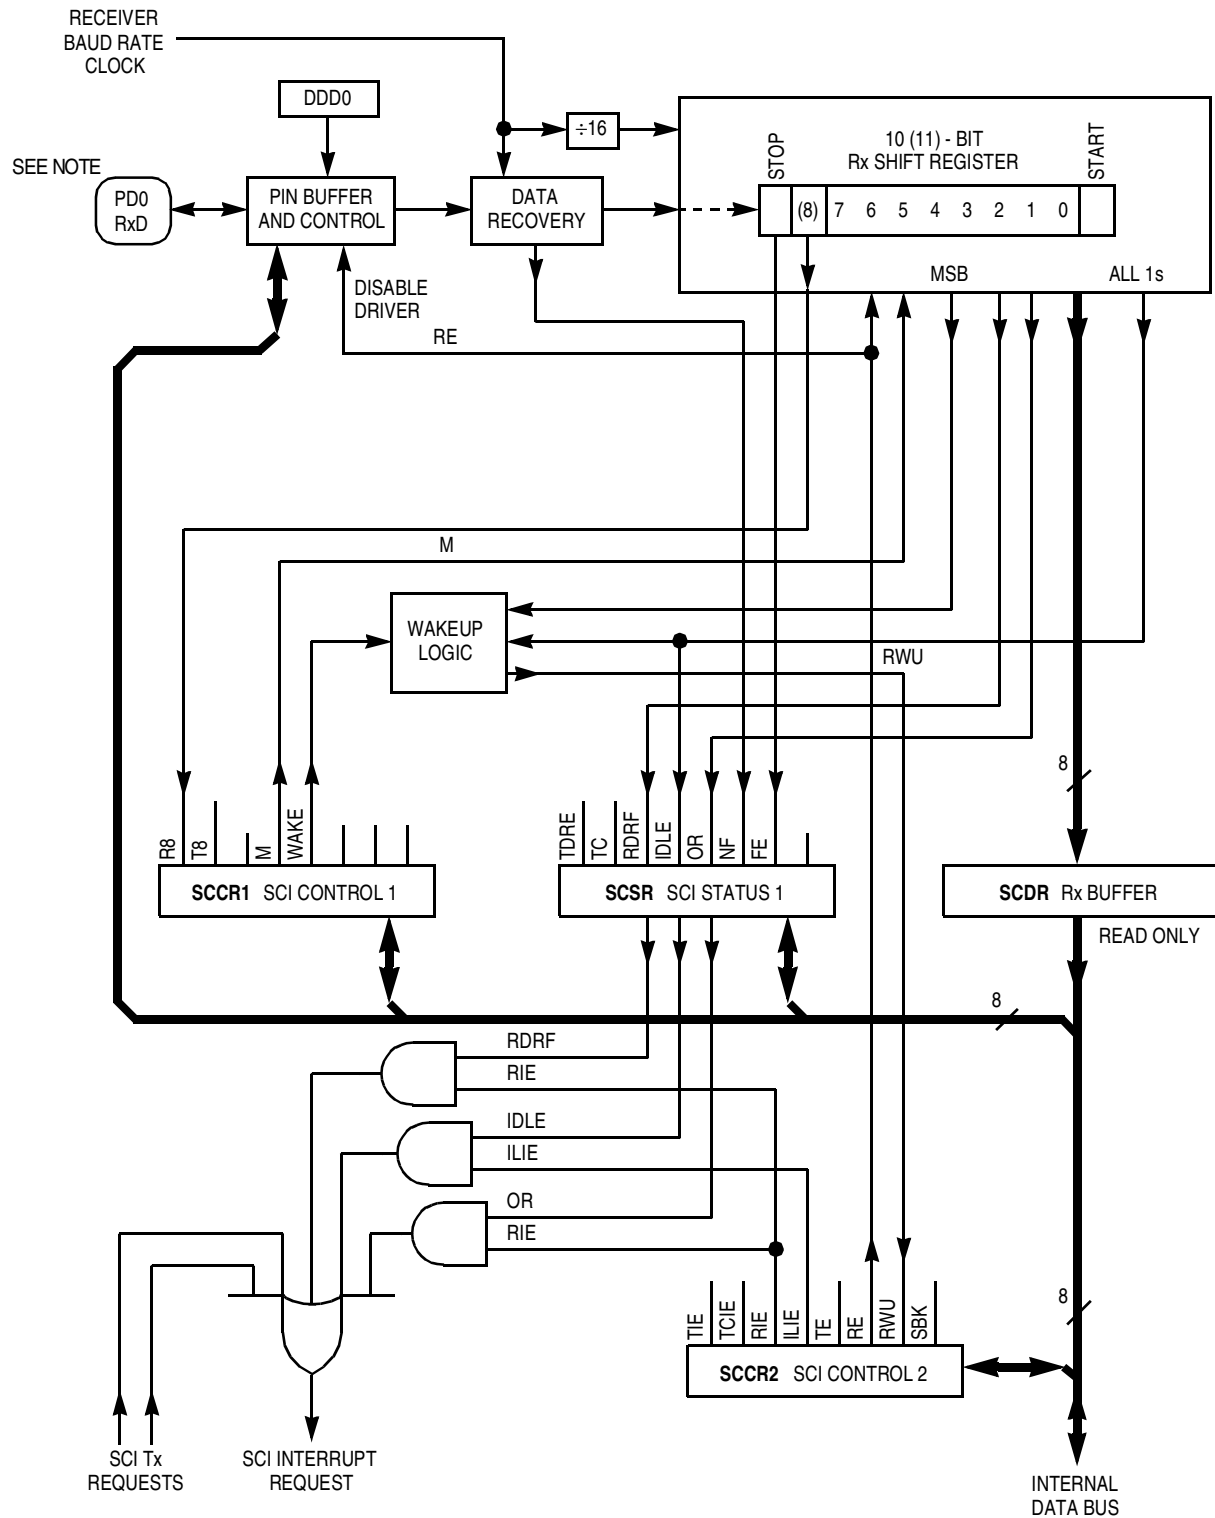 RECEIVER
BAUD RATE
CLOCK
DDD0
÷16
SEE NOTE
PD0
RxD
PIN BUFFER
AND CONTROL
DATA
RECOVERY
STOP
10 (11) - BIT
Rx SHIFT REGISTER
START
(8) 7 6 5 4 3 2 1 0
MSB
ALL 1s
DISABLE
DRIVER
RE
M
WAKEUP
LOGIC
RWU
8
R8
T8
M
WAKE
TDRE
TC
RDRF
IDLE
OR
NF
FE
SCCR1 SCI CONTROL 1
SCSR SCI STATUS 1
SCDR Rx BUFFER
READ ONLY
8
RDRF
RIE
IDLE
ILIE
OR
RIE
8
TIE
TCIE
RIE
ILIE
TE
RE
RWU
SBK
SCCR2 SCI CONTROL 2
SCI Tx
REQUESTS
SCI INTERRUPT
REQUEST
INTERNAL
DATA BUS